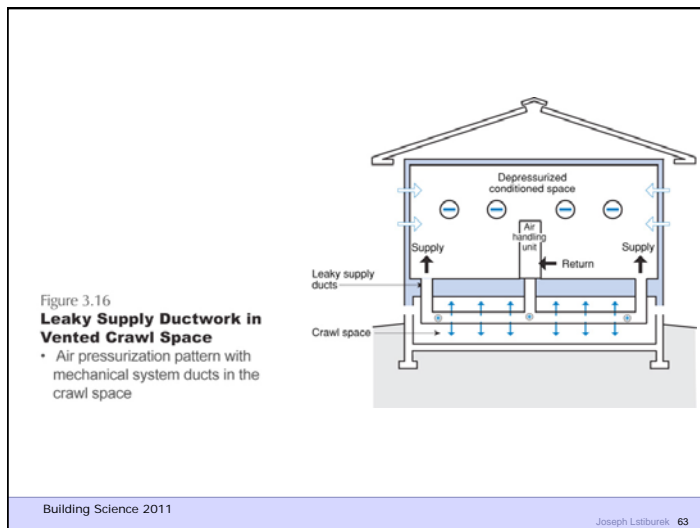 Depressurized
conditioned space
Air
handling
unit
Supply
Return
Supply
Leaky supply
ducts
Crawl space
Figure 3.16
Leaky Supply Ductwork in
Vented Crawl Space
• Air pressurization pattern with
mechanical system ducts in the
crawl space
Building Science 2011
Joseph Lstiburek 63